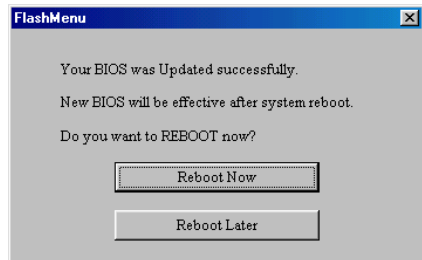 FlashMenu
Your BIOS was Updated successfully.
New BIOS will be effective after system reboot.
Do you want to REBOOT now?
Reboot Now
Reboot Later